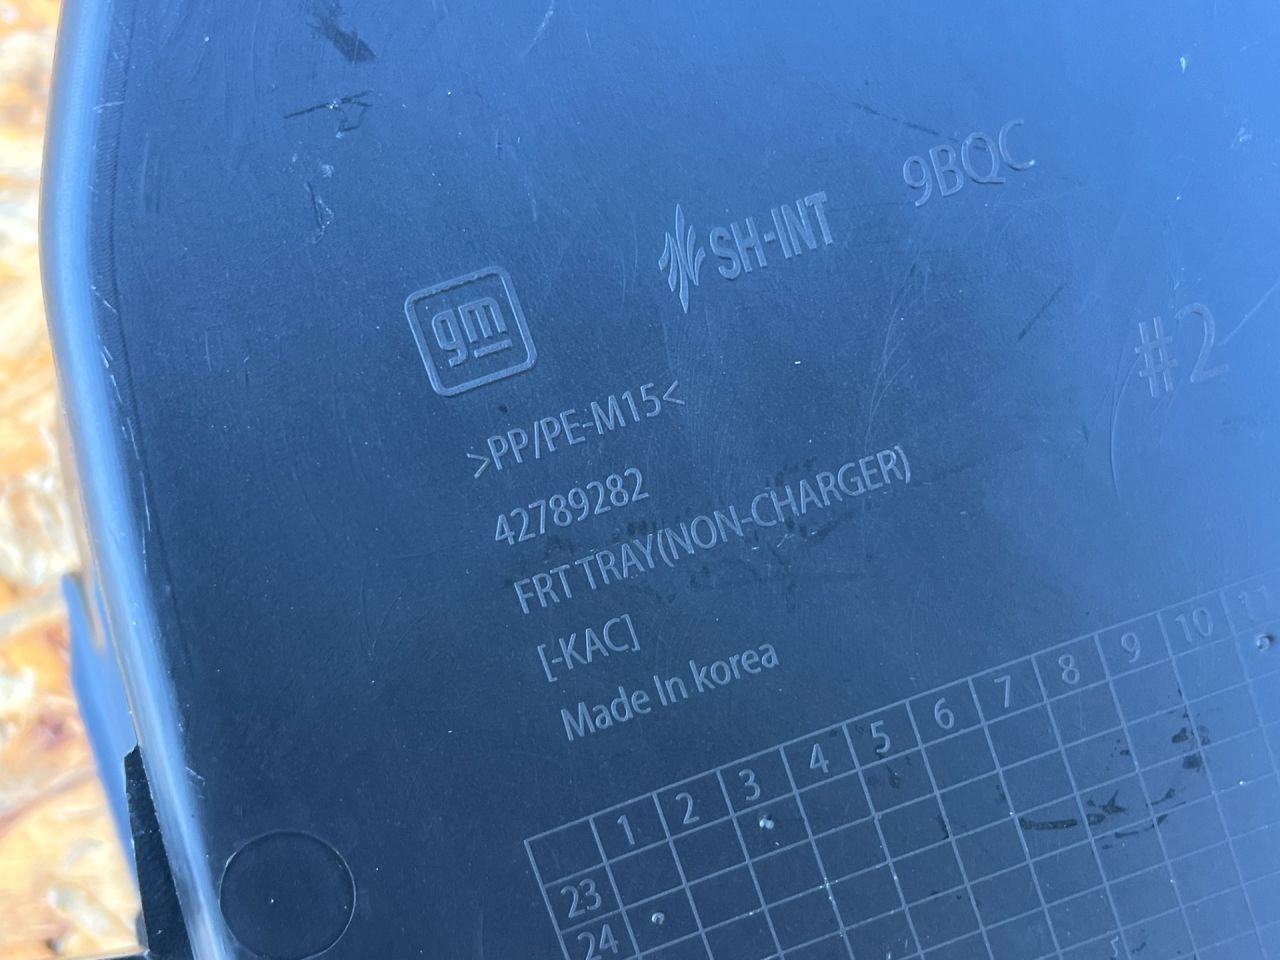 9BQC
SH-INT
gm
#2
>PP/PE-M15<
42789282
FRT TRAY(NON-CHARGER)
[-KAC]
Made In korea
1 2 3 4 5 6 7 8 9 10 11
23
24